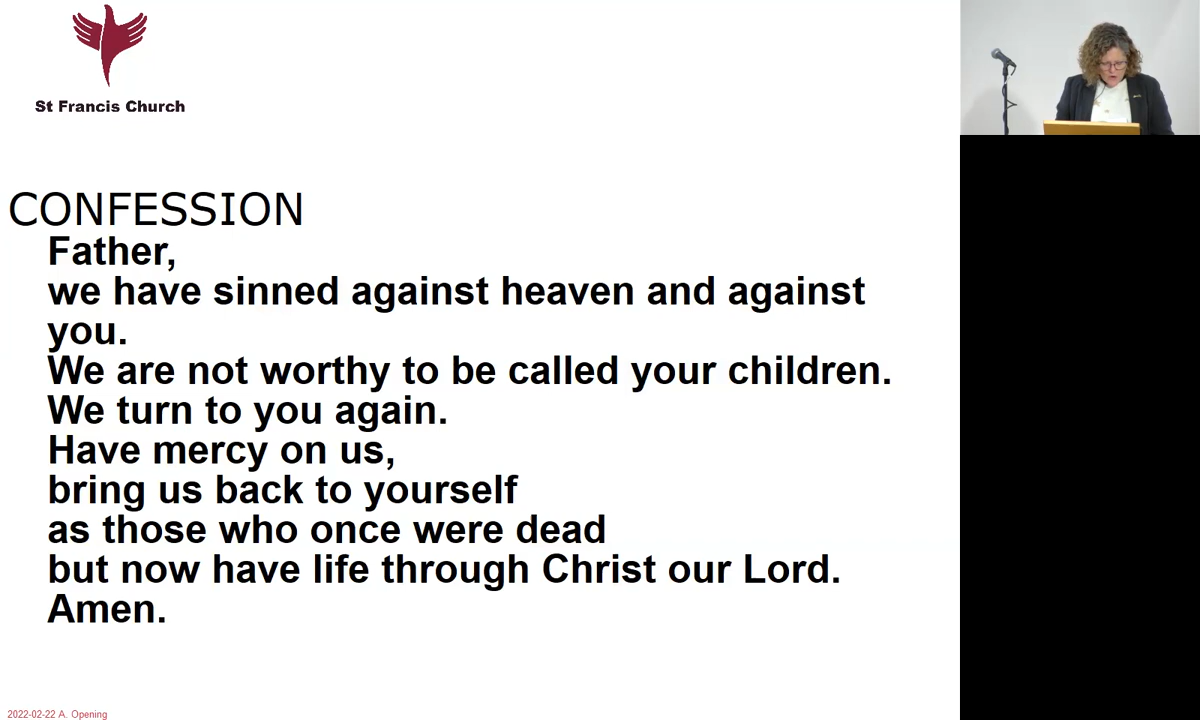 St Francis Church
CONFESSION
Father,
we have sinned against heaven and against
you.
We are not worthy to be called your children.
We turn to you again.
Have mercy on us,
bring us back to yourself
as those who once were dead
but now have life through Christ our Lord.
Amen.
2022-02-22 A. Opening